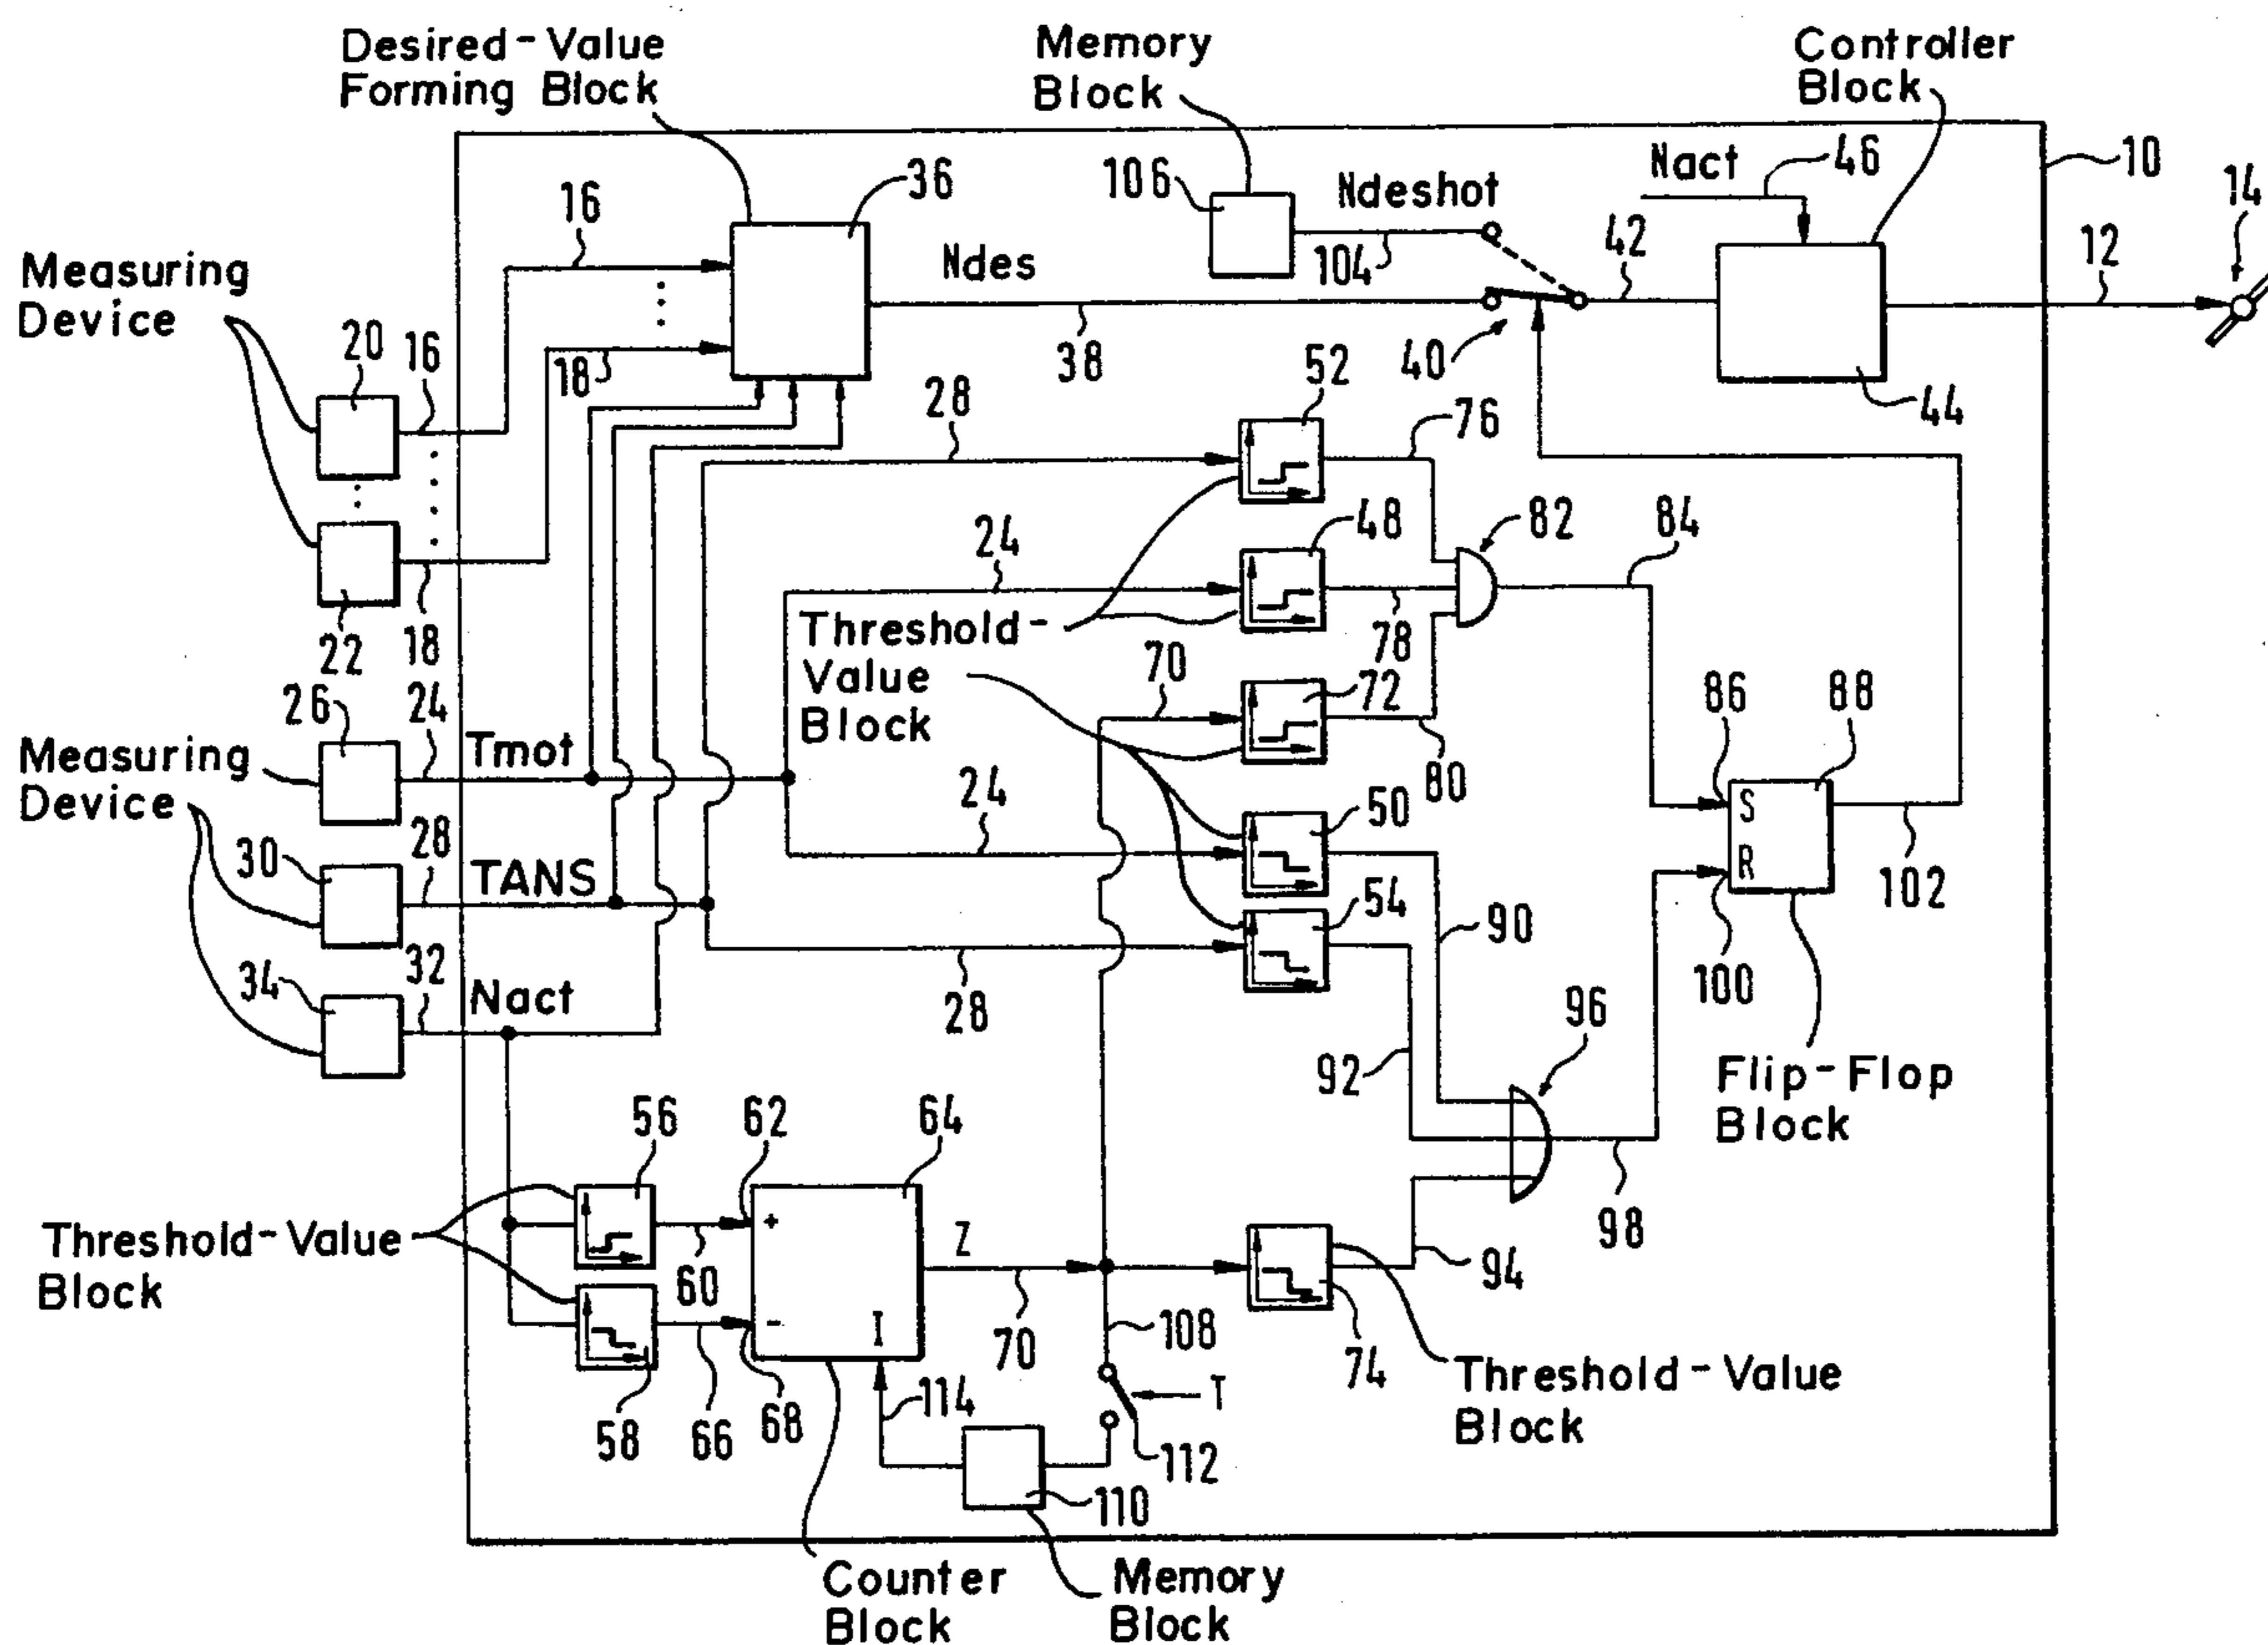 Desired-Value
Forming Block
Memory
Block
Controller
Block
10
14
106
Ndeshot
Nact
46
36
16
104
42
12
Ndes
Measuring
Device
20
16
18
38
40
44
52
28
76
22
18
24
48
82
84
Threshold-
Value
Block
78
70
72
86
88
26
24
Tmot
80
Measuring
Device
24
50
S
R
30
28
TANS
102
54
90
100
34
32
Nact
28
92
96
Flip-Flop
Block
56
62
64
+
Z
98
Threshold-Value
Block
60
94
-
I
70
108
74
Threshold-Value
Block
58
66
68
114
T
112
110
Counter
Block
Memory
Block